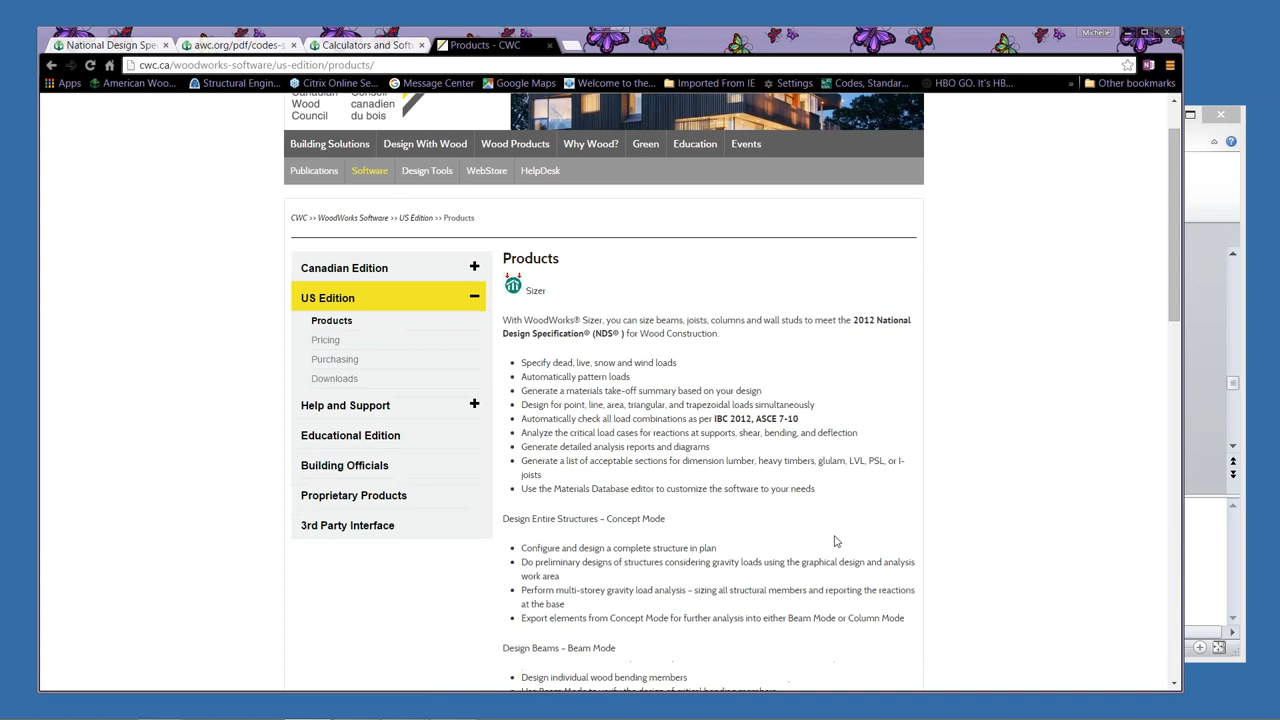 Michelle
National Design Spe
awc.org/pdf/codes-s
Calculators and Softw
Products - CWC
cwc.ca/woodworks-software/us-edition/products/
Apps
American Woo...
Structural Engin...
Citrix Online Se...
Message Center
Google Maps
Welcome to the...
Imported From IE
Settings
Codes, Standar...
HBO GO. It's HB...
»
Other bookmarks
Canadian Conseil
Wood canadien
Council du bois
Building Solutions
Design With Wood
Wood Products
Why Wood?
Green
Education
Events
Publications
Software
Design Tools
WebStore
HelpDesk
CWC >> WoodWorks Software >> US Edition >> Products
Canadian Edition
US Edition
Products
Pricing
Purchasing
Downloads
Help and Support
Educational Edition
Building Officials
Proprietary Products
3rd Party Interface
Products
Sizer
With WoodWorks® Sizer, you can size beams, joists, columns and wall studs to meet the 2012 National
Design Specification® (NDS® ) for Wood Construction.
• Specify dead, live, snow and wind loads
• Automatically pattern loads
• Generate a materials take-off summary based on your design
• Design for point, line, area, triangular, and trapezoidal loads simultaneously
• Automatically check all load combinations as per IBC 2012, ASCE 7-10
• Analyze the critical load cases for reactions at supports, shear, bending, and deflection
• Generate detailed analysis reports and diagrams
• Generate a list of acceptable sections for dimension lumber, heavy timbers, glulam, LVL, PSL, or I-
joists
• Use the Materials Database editor to customize the software to your needs
Design Entire Structures – Concept Mode
• Configure and design a complete structure in plan
• Do preliminary designs of structures considering gravity loads using the graphical design and analysis
work area
• Perform multi-storey gravity load analysis – sizing all structural members and reporting the reactions
at the base
• Export elements from Concept Mode for further analysis into either Beam Mode or Column Mode
Design Beams – Beam Mode
• Design individual wood bending members